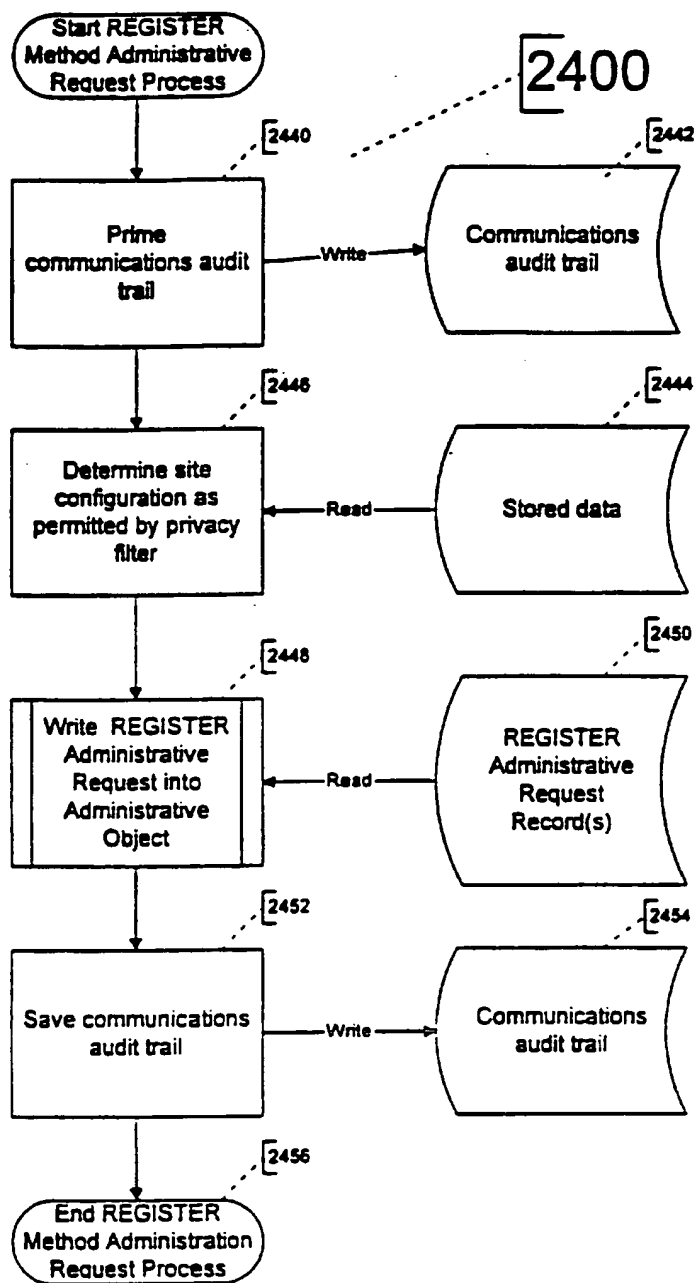 Start REGISTER
Method Administrative
Request Process
2400
2440
2442
Prime
communications audit
trail
Write
Communications
audit trail
2446
2444
Determine site
configuration as
permitted by privacy
filter
Read
Stored data
2448
2450
Write REGISTER
Administrative
Request into
Administrative
Object
Read
REGISTER
Administrative
Request
Record(s)
2452
2454
Save communications
audit trail
Write
Communications
audit trail
2456
End REGISTER
Method Administration
Request Process